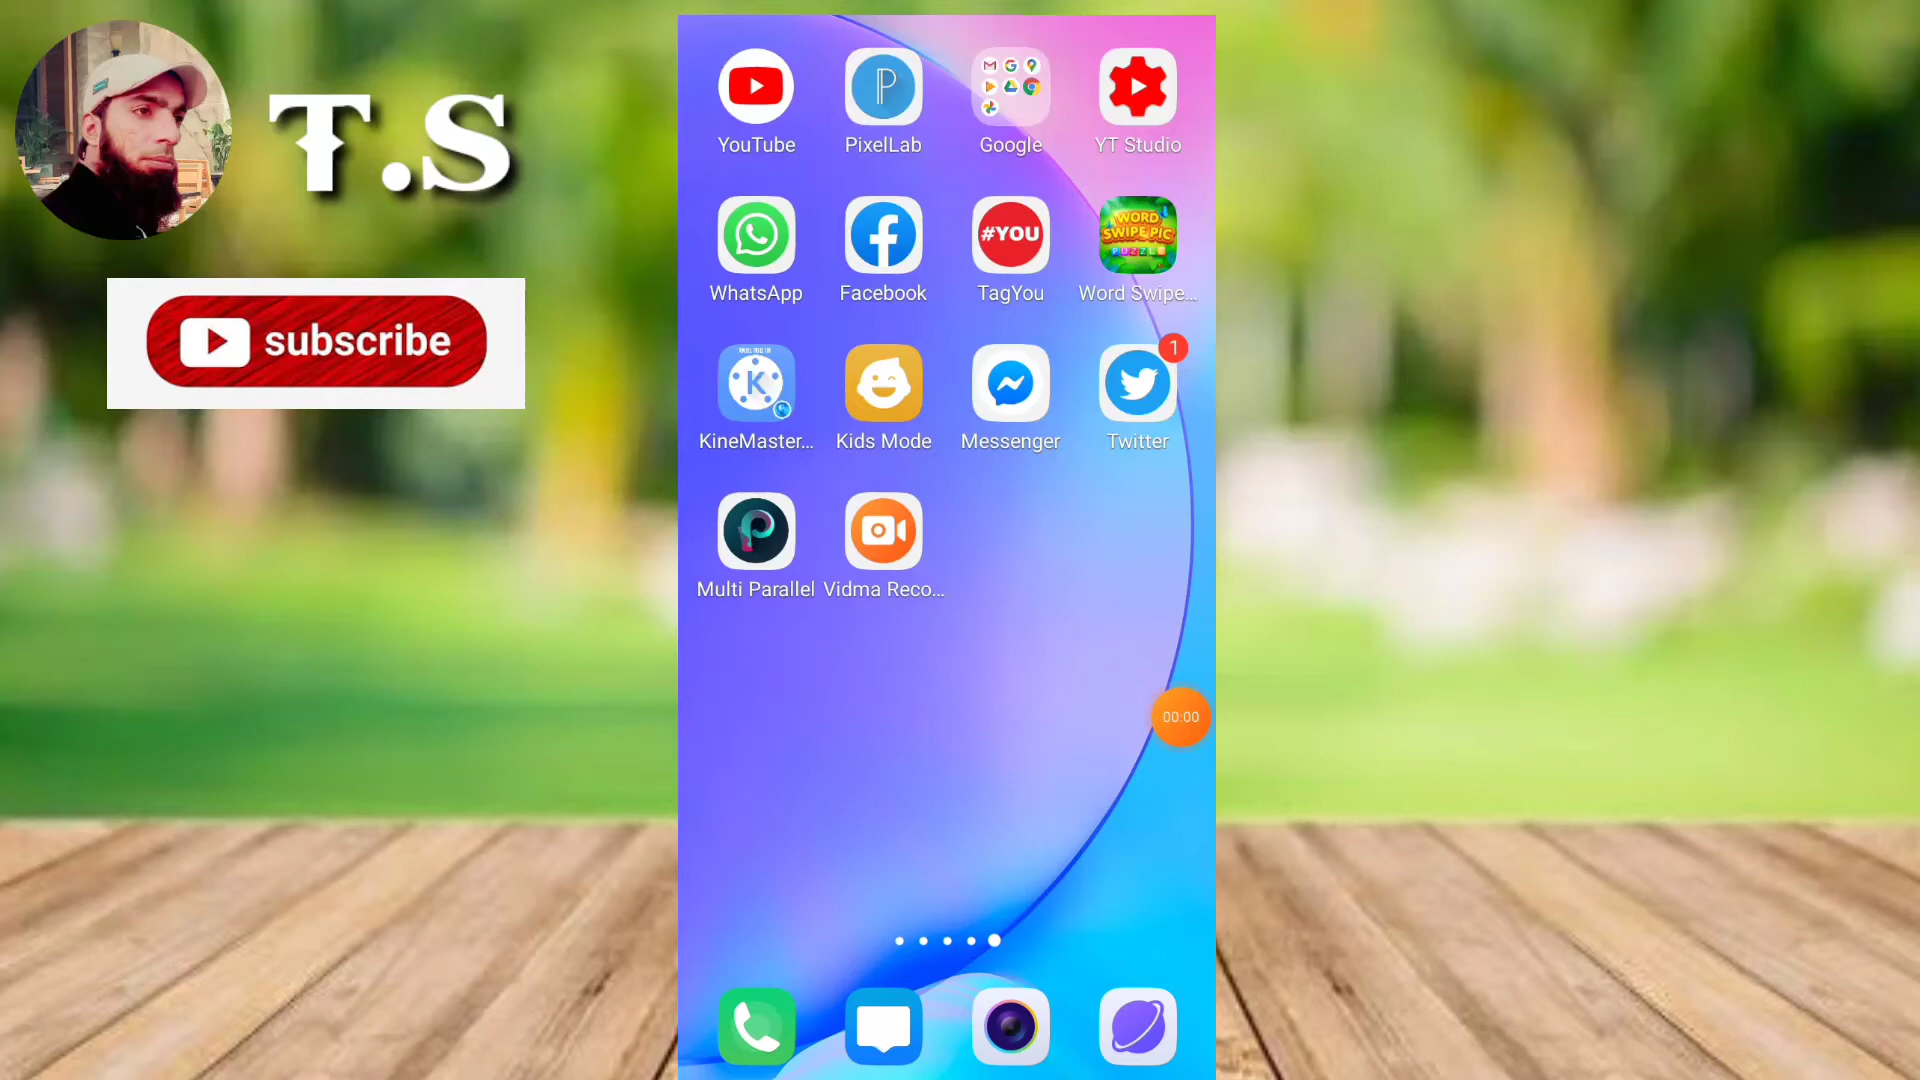 T.S
subscribe
YouTube
PixelLab
Google
YT Studio
#YOU
WORD
SWIPE PIC
PUZZLE
WhatsApp
Facebook
TagYou
Word Swipe...
K
1
KineMaster...
Kids Mode
Messenger
Twitter
Multi Parallel
Vidma Reco...
00:00